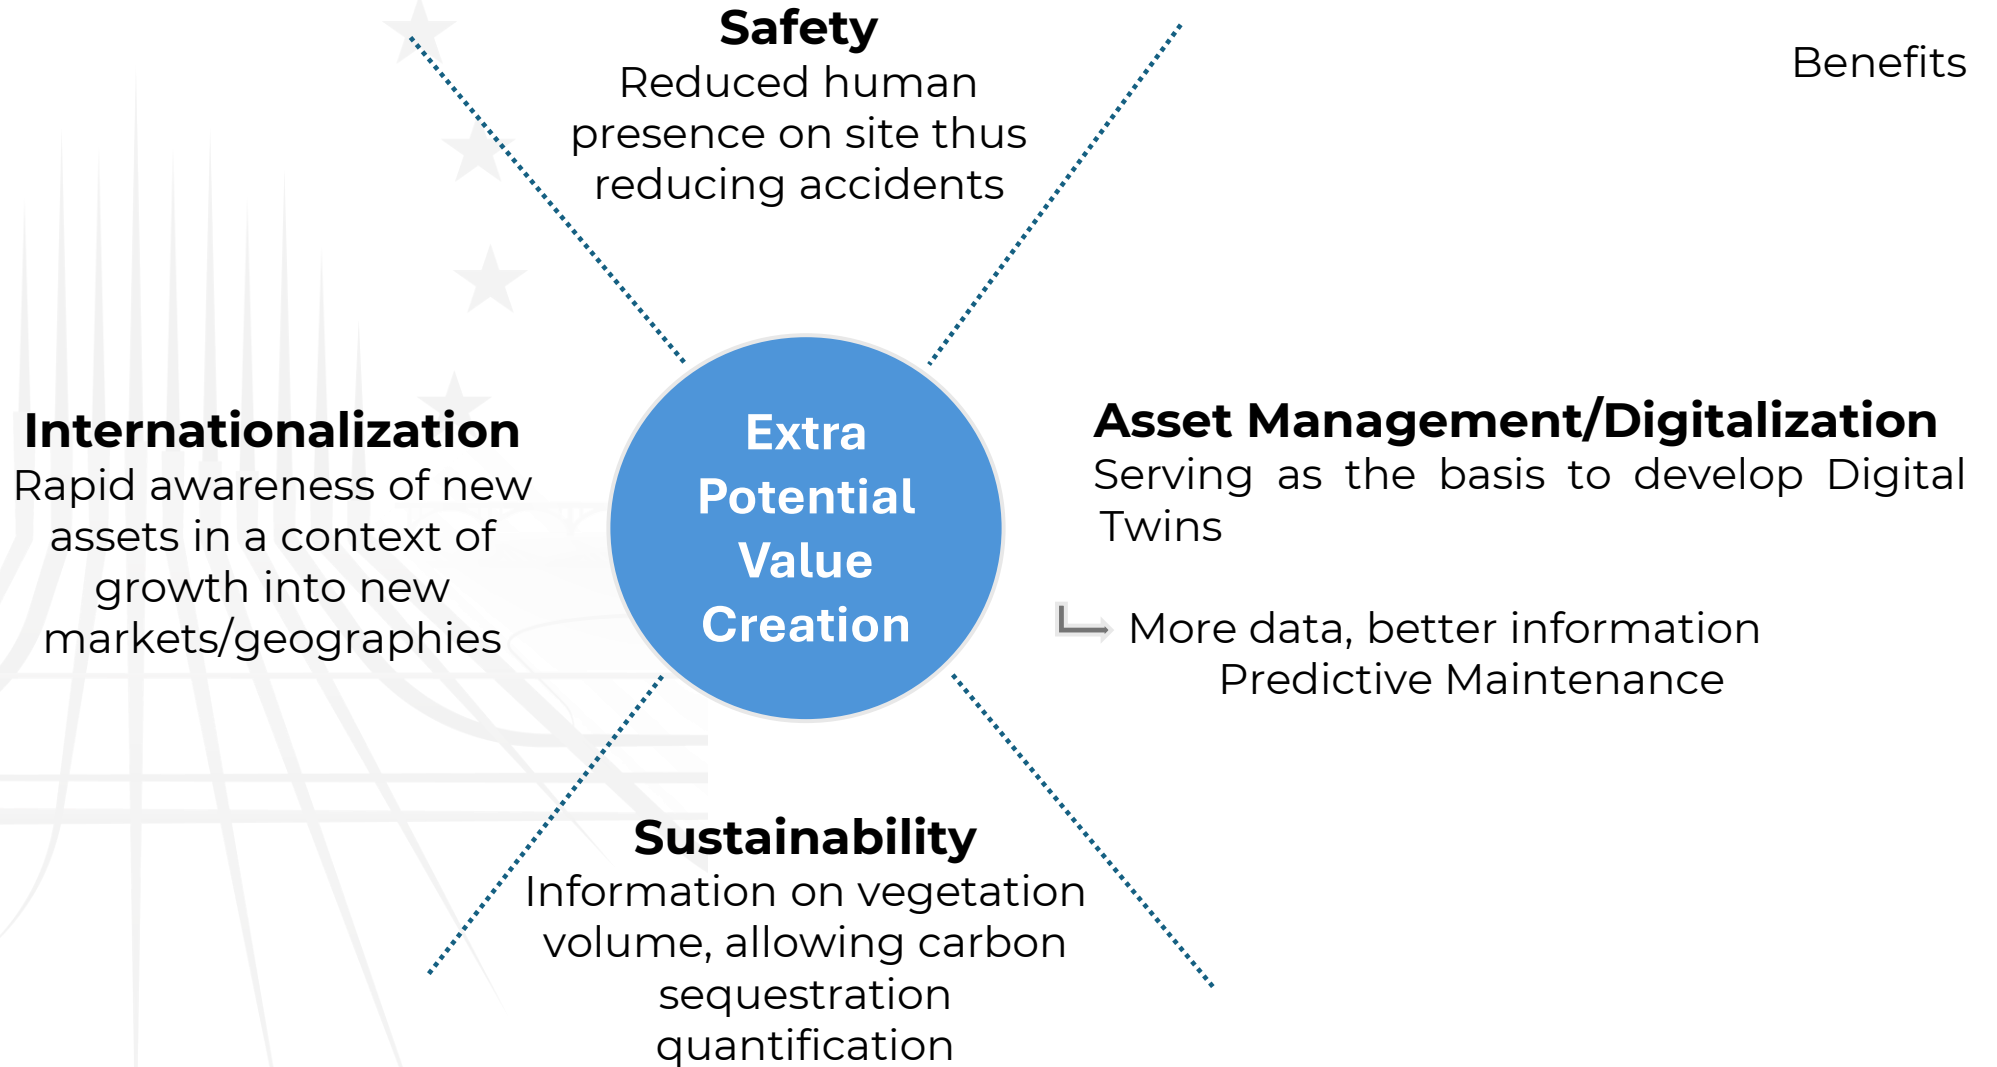 Benefits
Safety
Reduced human
presence on site thus
reducing accidents
Internationalization
Rapid awareness of new
assets in a context of
growth into new
markets/geographies
Extra
Potential
Value
Creation
Asset Management/Digitalization
Serving as the basis to develop Digital
Twins
More data, better information
Predictive Maintenance
Sustainability
Information on vegetation
volume, allowing carbon
sequestration
quantification